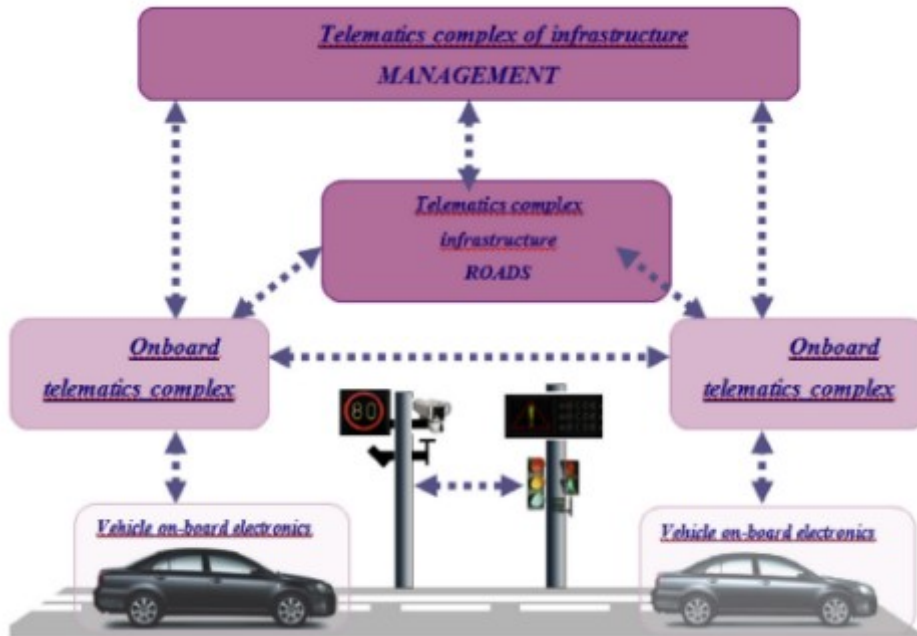 Telematics complex of infrastructure
MANAGEMENT
Telematics complex
infrastructure
ROADS
Onboard
telematics complex
Onboard
telematics complex
80
Vehicle on-board electronics
Vehicle on-board electronics